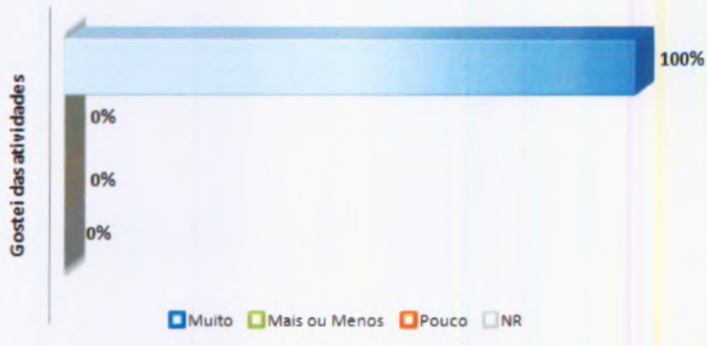 100%
Gostei das atividades
0%
0%
0%
Muito Mais ou Menos Pouco NR